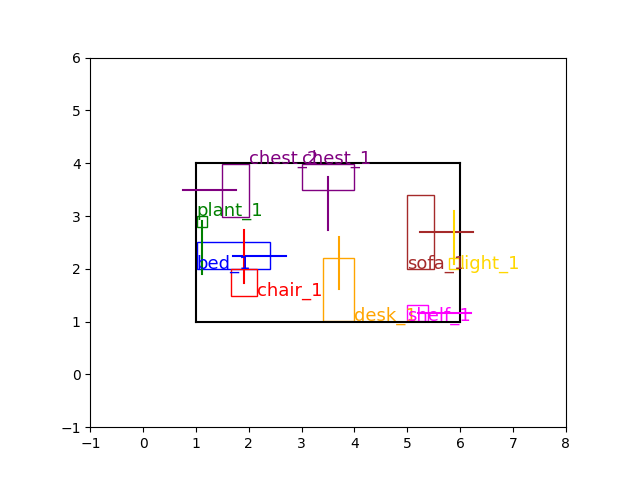 6
5
4
3
2
1
0
−1
−1 0 1 2 3 4 5 6 7 8
chest_2
chest_1
plant_1
bed_1
sofa_1
light_1
chair_1
desk_1
shelf_1